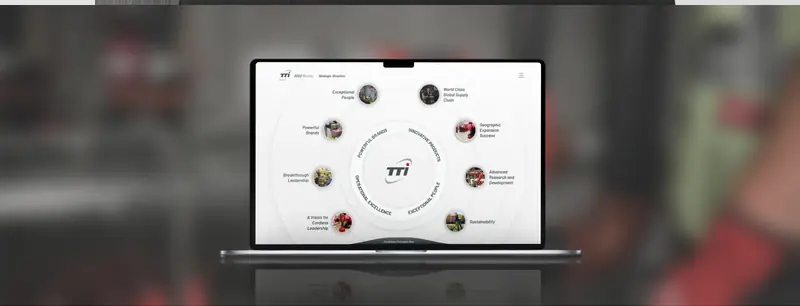 TTI
Strategic Direction
Exceptional
People
World Class
Global Supply
Chain
Powerful
Brands
Geographic
Expansion
Success
Breakthrough
Leadership
Advanced
Research and
Development
A Vision for
Cordless
Leadership
Sustainability
POWERFUL BRANDS
INNOVATIVE PRODUCTS
OPERATIONAL EXCELLENCE
EXCEPTIONAL PEOPLE
TTI